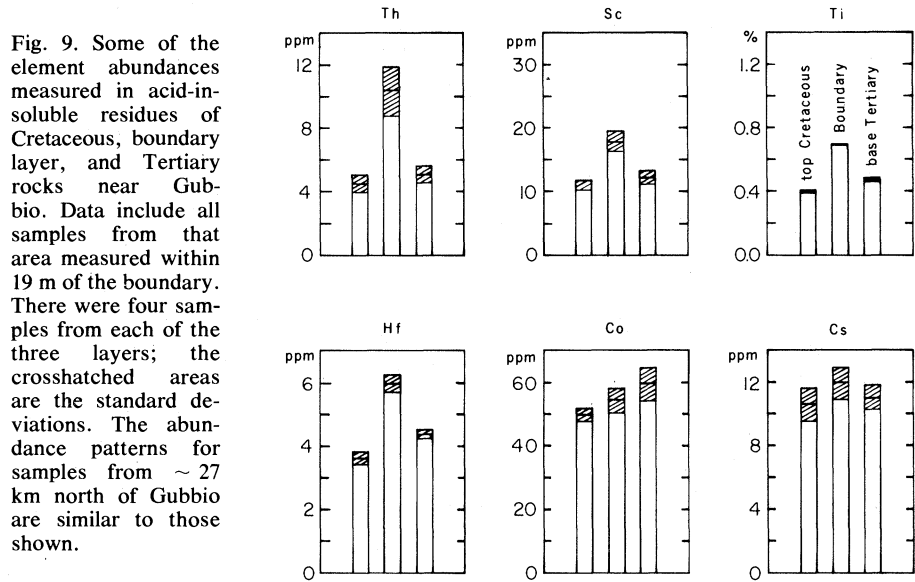 Fig. 9. Some of the
element abundances
measured in acid-in-
soluble residues of
Cretaceous, boundary
layer, and Tertiary
rocks near Gub-
bio. Data include all
samples from that
area measured within
19 m of the boundary.
There were four sam-
ples from each of the
three layers; the
crosshatched areas
are the standard de-
viations. The abun-
dance patterns for
samples from ~ 27
km north of Gubbio
are similar to those
shown.
Th
ppm
12
8
4
0
Sc
ppm
30
20
10
0
Ti
%
1.2
0.8
0.4
0.0
top Cretaceous
Boundary
base Tertiary
Hf
ppm
6
4
2
0
Co
ppm
60
40
20
0
Cs
ppm
12
8
4
0